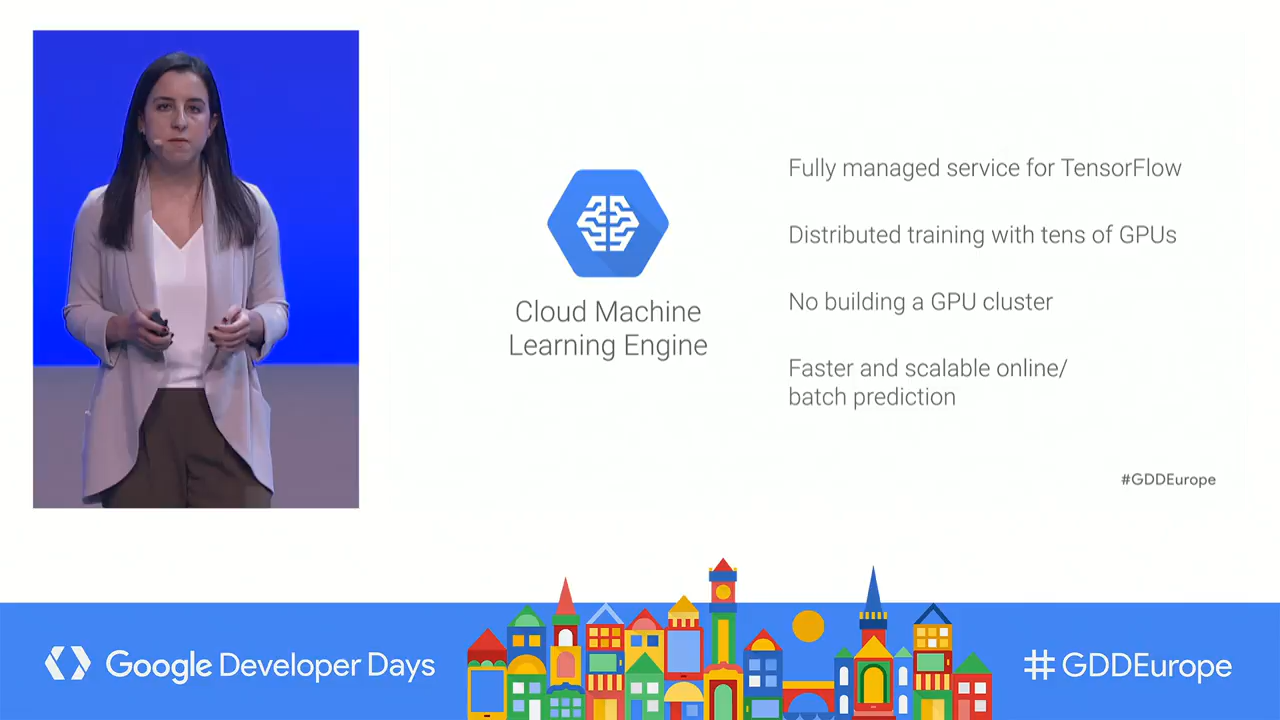 Cloud Machine
Learning Engine
Fully managed service for TensorFlow
Distributed training with tens of GPUs
No building a GPU cluster
Faster and scalable online/
batch prediction
#GDDEurope
Google Developer Days
#GDDEurope